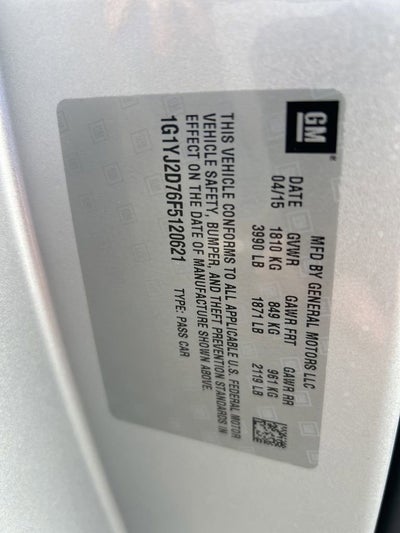 GM
MFD BY GENERAL MOTORS LLC
DATE GVWR GAWR FRT GAWR RR
04/15 1810 KG 849 KG 961 KG
3990 LB 1871 LB 2119 LB
THIS VEHICLE CONFORMS TO ALL APPLICABLE U.S. FEDERAL MOTOR
VEHICLE SAFETY, BUMPER, AND THEFT PREVENTION STANDARDS IN
EFFECT ON THE DATE OF MANUFACTURE SHOWN ABOVE.
1G1YJ2D76F5120621 TYPE: PASS CAR